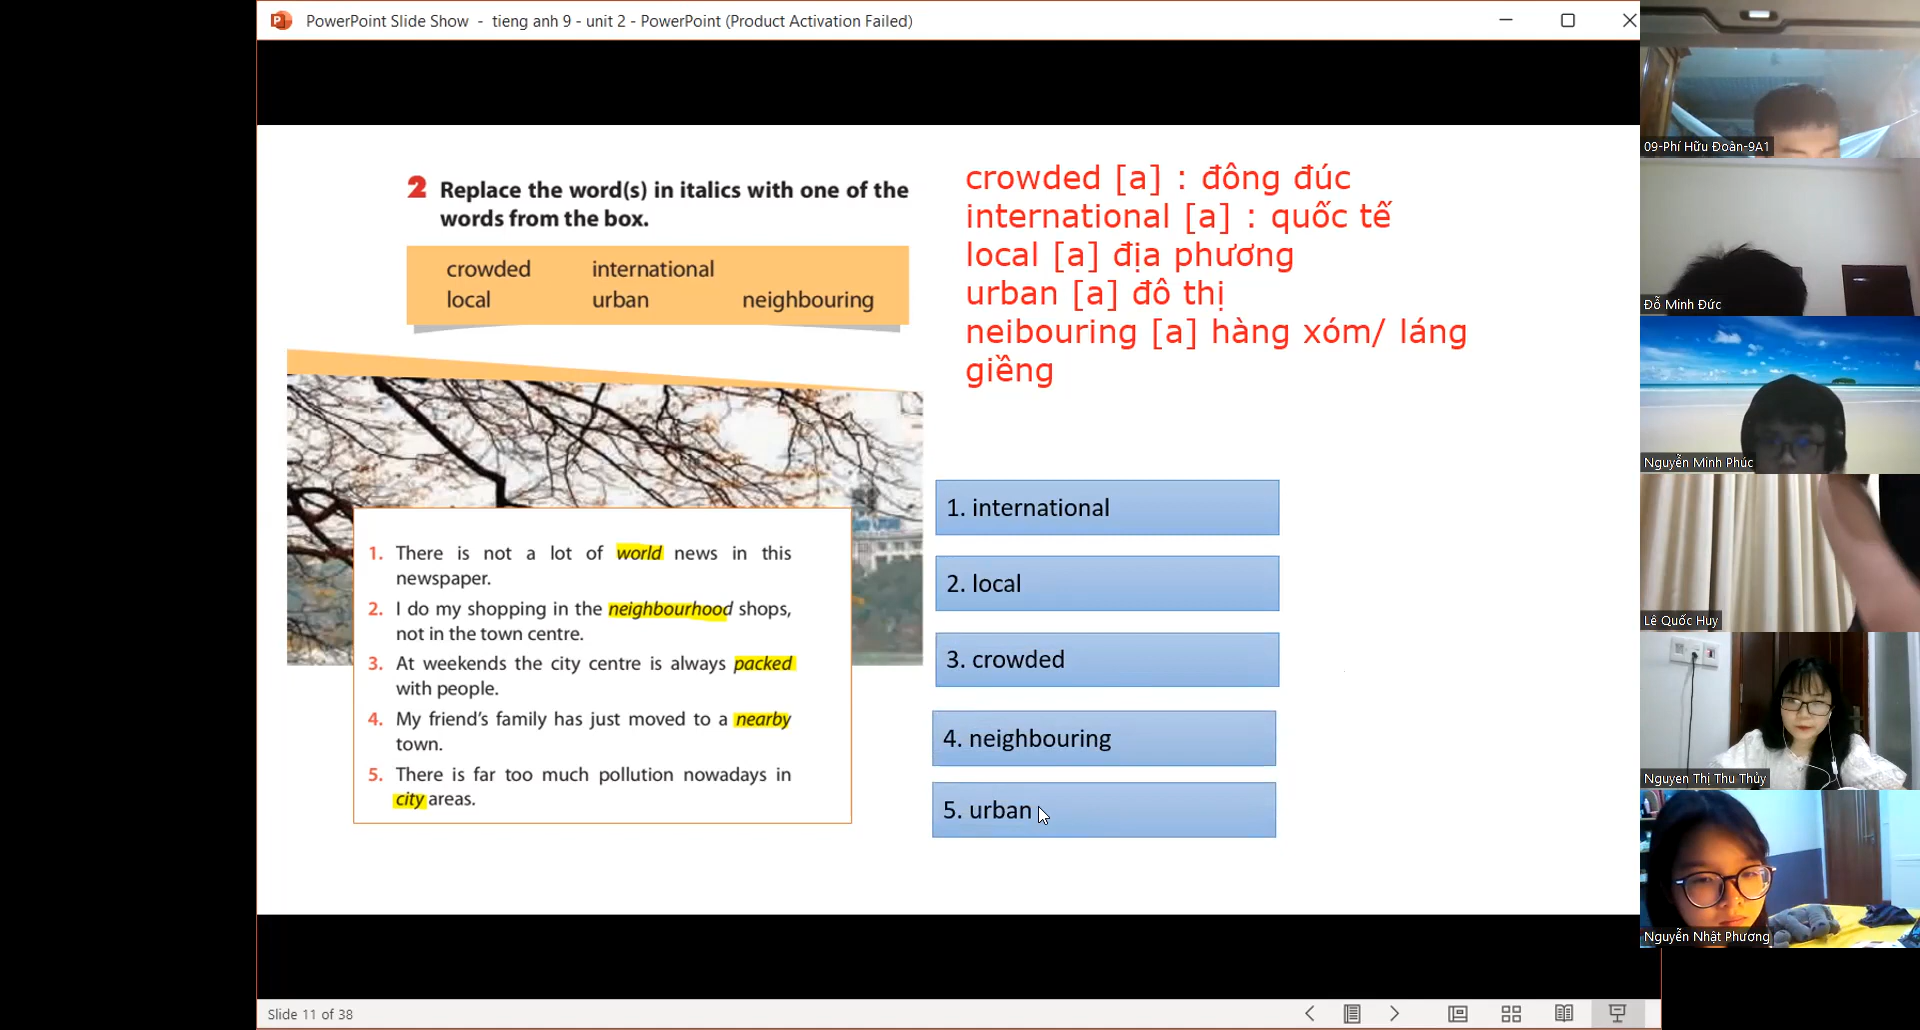 PowerPoint Slide Show - tieng anh 9 - unit 2 - PowerPoint (Product Activation Failed)
2 Replace the word(s) in italics with one of the
words from the box.
crowded international
local urban neighbouring
crowded [a] : đông đúc
international [a] : quốc tế
local [a] địa phương
urban [a] đô thị
neibouring [a] hàng xóm/ láng
giềng
1. There is not a lot of world news in this
newspaper.
2. I do my shopping in the neighbourhood shops,
not in the town centre.
3. At weekends the city centre is always packed
with people.
4. My friend's family has just moved to a nearby
town.
5. There is far too much pollution nowadays in
city areas.
1. international
2. local
3. crowded
4. neighbouring
5. urban
09-Phí Hữu Đoàn-9A1
Đỗ Minh Đức
Nguyễn Minh Phúc
Lê Quốc Huy
Nguyen Thị Thu Thủy
Nguyễn Nhật Phương
Slide 11 of 38